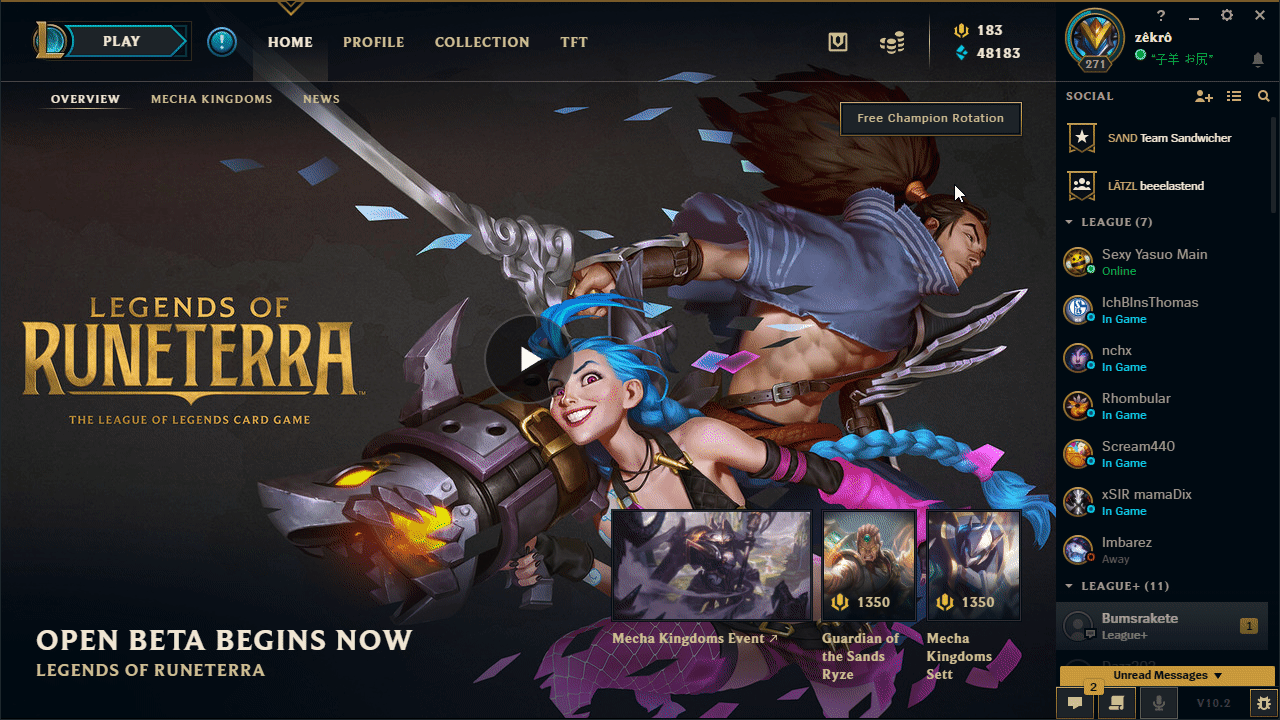 PLAY
HOME
PROFILE
COLLECTION
TFT
183
48183
?
271
zêkrô
“子羊 お尻”
OVERVIEW
MECHA KINGDOMS
NEWS
Free Champion Rotation
SOCIAL
SΛND Team Sandwicher
LÄTZL beeelastend
LEAGUE (7)
Sexy Yasuo Main
Online
IchBInsThomas
In Game
nchx
In Game
Rhombular
In Game
Scream440
In Game
xSIR mamaDix
In Game
Imbarez
Away
LEAGUE+ (11)
Bumsrakete
League+
1
Unread Messages
2
V10.2
LEGENDS OF
RUNETERRA
THE LEAGUE OF LEGENDS CARD GAME
OPEN BETA BEGINS NOW
LEGENDS OF RUNETERRA
Mecha Kingdoms Event
1350
Guardian of
the Sands
Ryze
1350
Mecha
Kingdoms
Sett